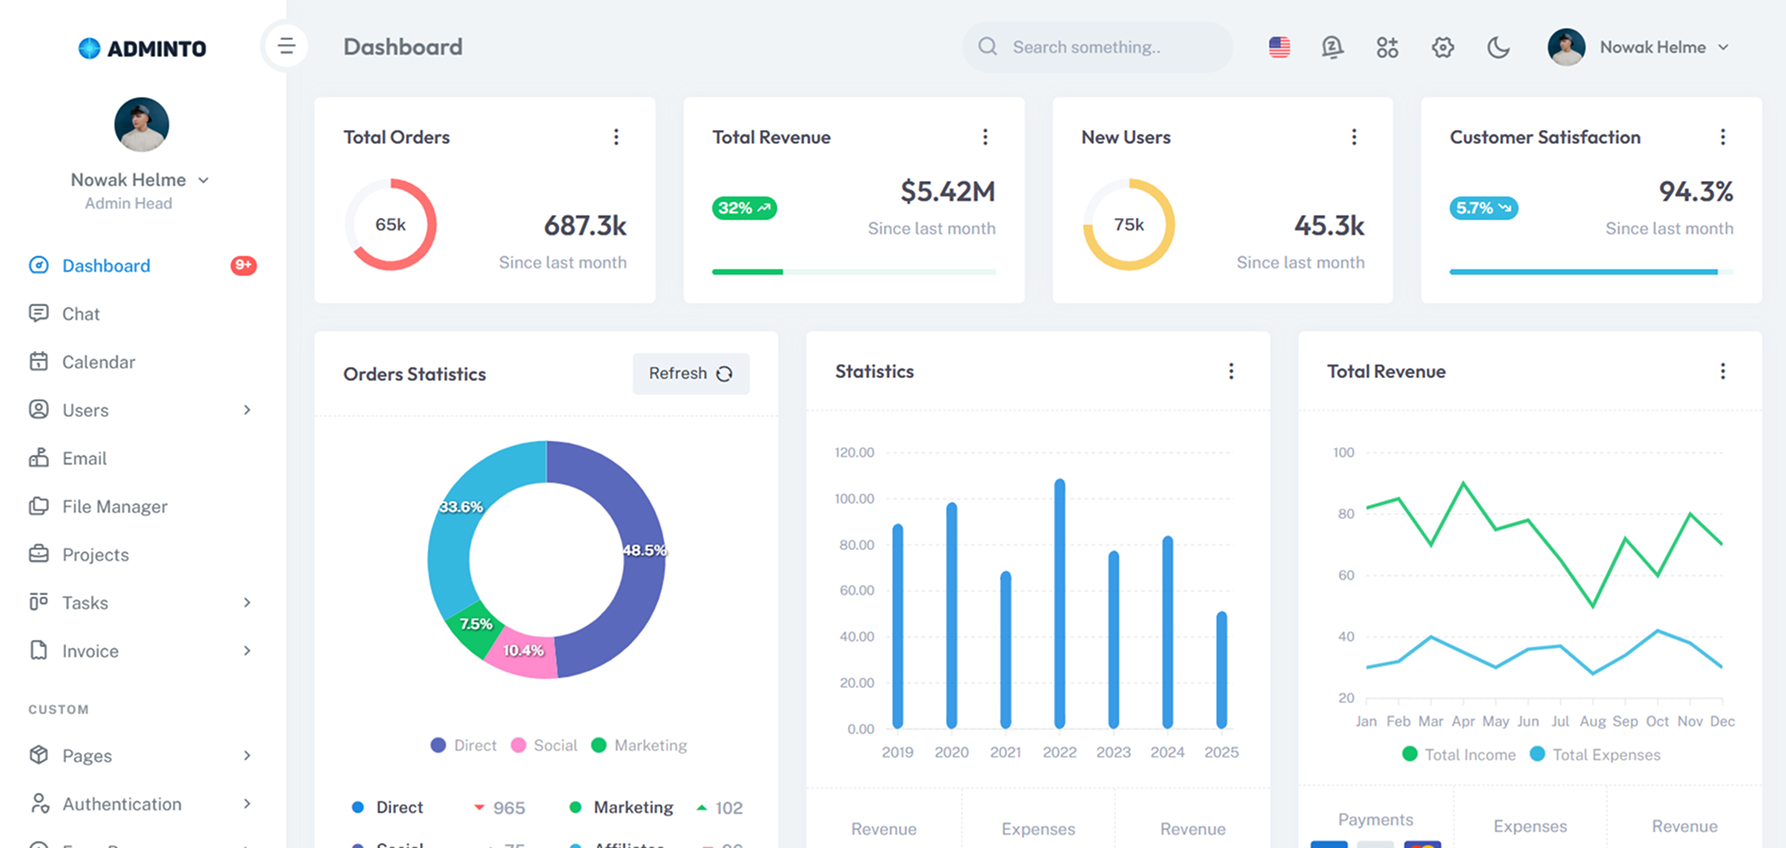 ADMINTO
Dashboard
Search something..
Nowak Helme
Nowak Helme
Admin Head
Dashboard
9+
Chat
Calendar
Users
Email
File Manager
Projects
Tasks
Invoice
CUSTOM
Pages
Authentication
Total Orders
65k
687.3k
Since last month
Total Revenue
32%
$5.42M
Since last month
New Users
75k
45.3k
Since last month
Customer Satisfaction
5.7%
94.3%
Since last month
Orders Statistics
Refresh
33.6%
48.5%
7.5%
10.4%
Direct Social Marketing
Direct 965 Marketing 102
Statistics
120.00
100.00
80.00
60.00
40.00
20.00
0.00
2019 2020 2021 2022 2023 2024 2025
Revenue Expenses Revenue
Total Revenue
100
80
60
40
20
Jan Feb Mar Apr May Jun Jul Aug Sep Oct Nov Dec
Total Income Total Expenses
Payments Expenses Revenue